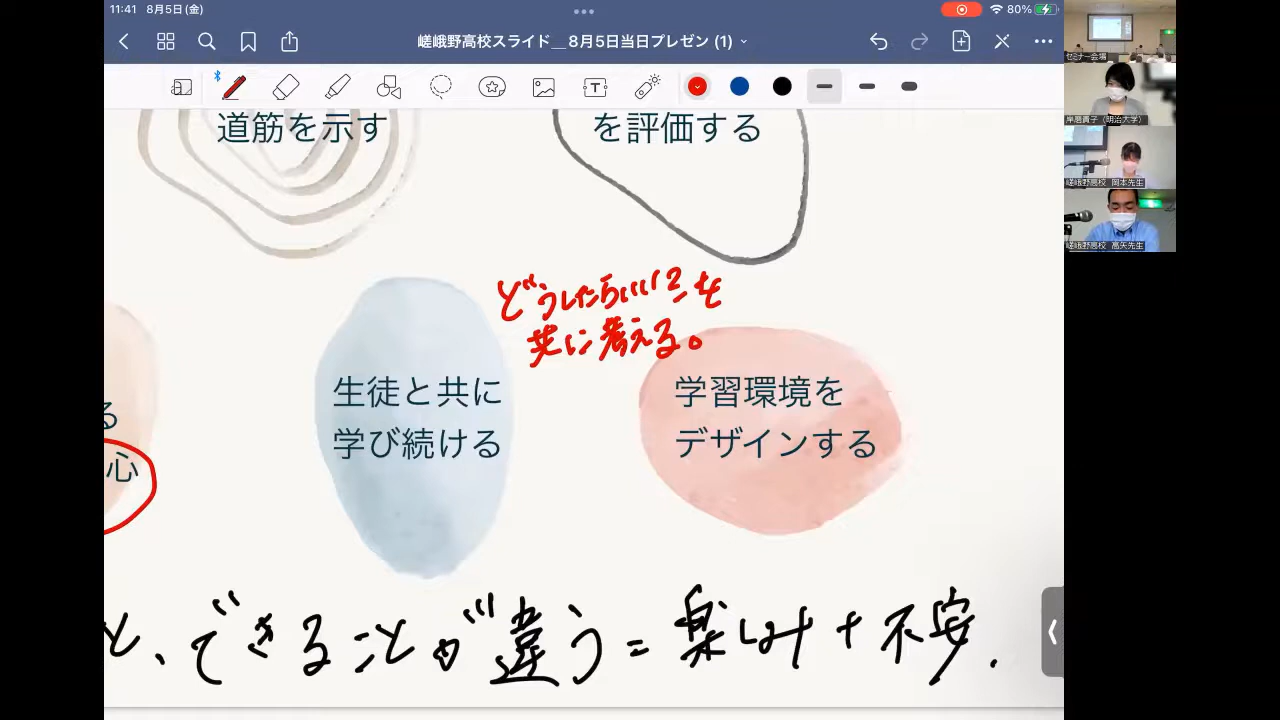 11:41 8月5日(金)
80%
嵯峨野高校スライド__8月5日当日プレゼン (1)
道筋を示す
を評価する
どうしたらいい?を
共に考える。
生徒と共に
学び続ける
学習環境を
デザインする
る
心
と、できることが違う=楽しみ+不安.
セミナー会場
岸磨貴子（明治大学）
嵯峨野高校 岡本先生
嵯峨野高校 高矢先生